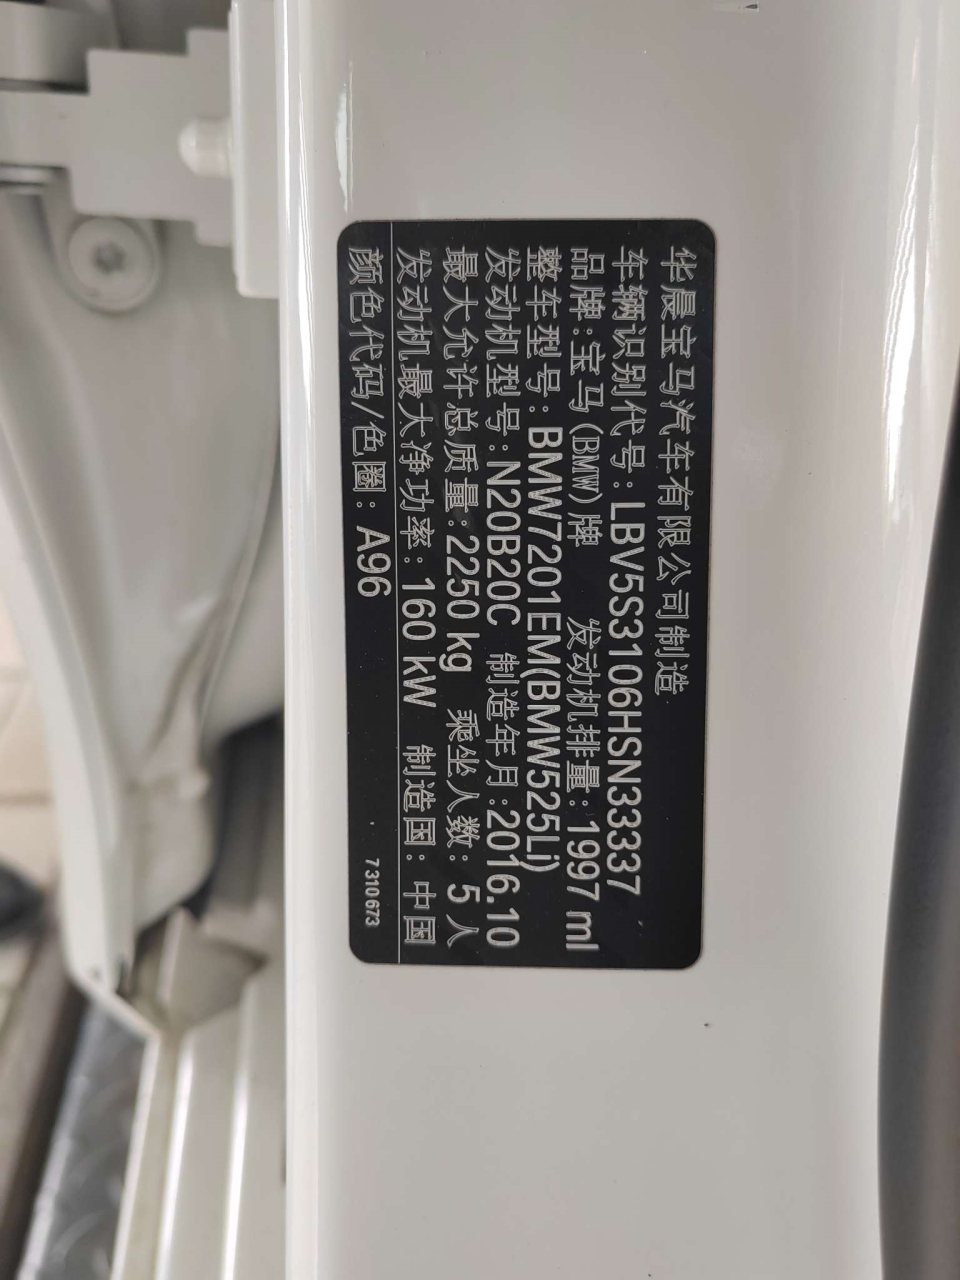 华晨宝马汽车有限公司制造
车辆识别代号:LBV5S3106HSN33337
品牌:宝马(BMW)牌 发动机排量:1997 ml
整车型号:BMW7201EM(BMW525Li)
发动机型号:N20B20C 制造年月:2016.10
最大允许总质量:2250 kg 乘坐人数:5 人
发动机最大净功率:160 kW 制造国:中国
颜色代码/色圈:A96
7310673